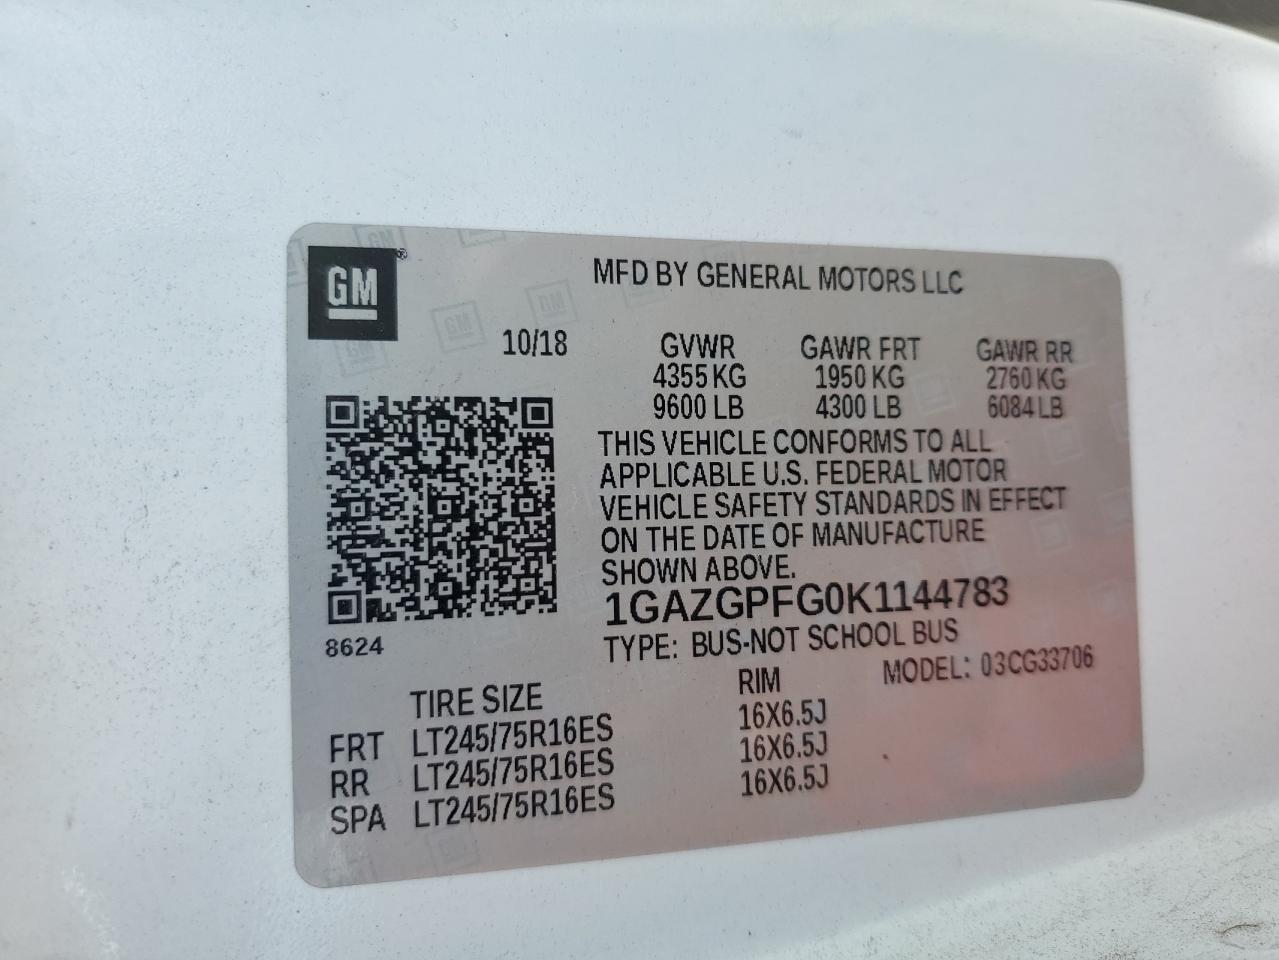 GM
MFD BY GENERAL MOTORS LLC
10/18 GVWR GAWR FRT GAWR RR
4355 KG 1950 KG 2760 KG
9600 LB 4300 LB 6084 LB
THIS VEHICLE CONFORMS TO ALL
APPLICABLE U.S. FEDERAL MOTOR
VEHICLE SAFETY STANDARDS IN EFFECT
ON THE DATE OF MANUFACTURE
SHOWN ABOVE.
1GAZGPFG0K1144783
8624
TYPE: BUS-NOT SCHOOL BUS
MODEL: 03CG33706
TIRE SIZE RIM
FRT LT245/75R16ES 16X6.5J
RR LT245/75R16ES 16X6.5J
SPA LT245/75R16ES 16X6.5J